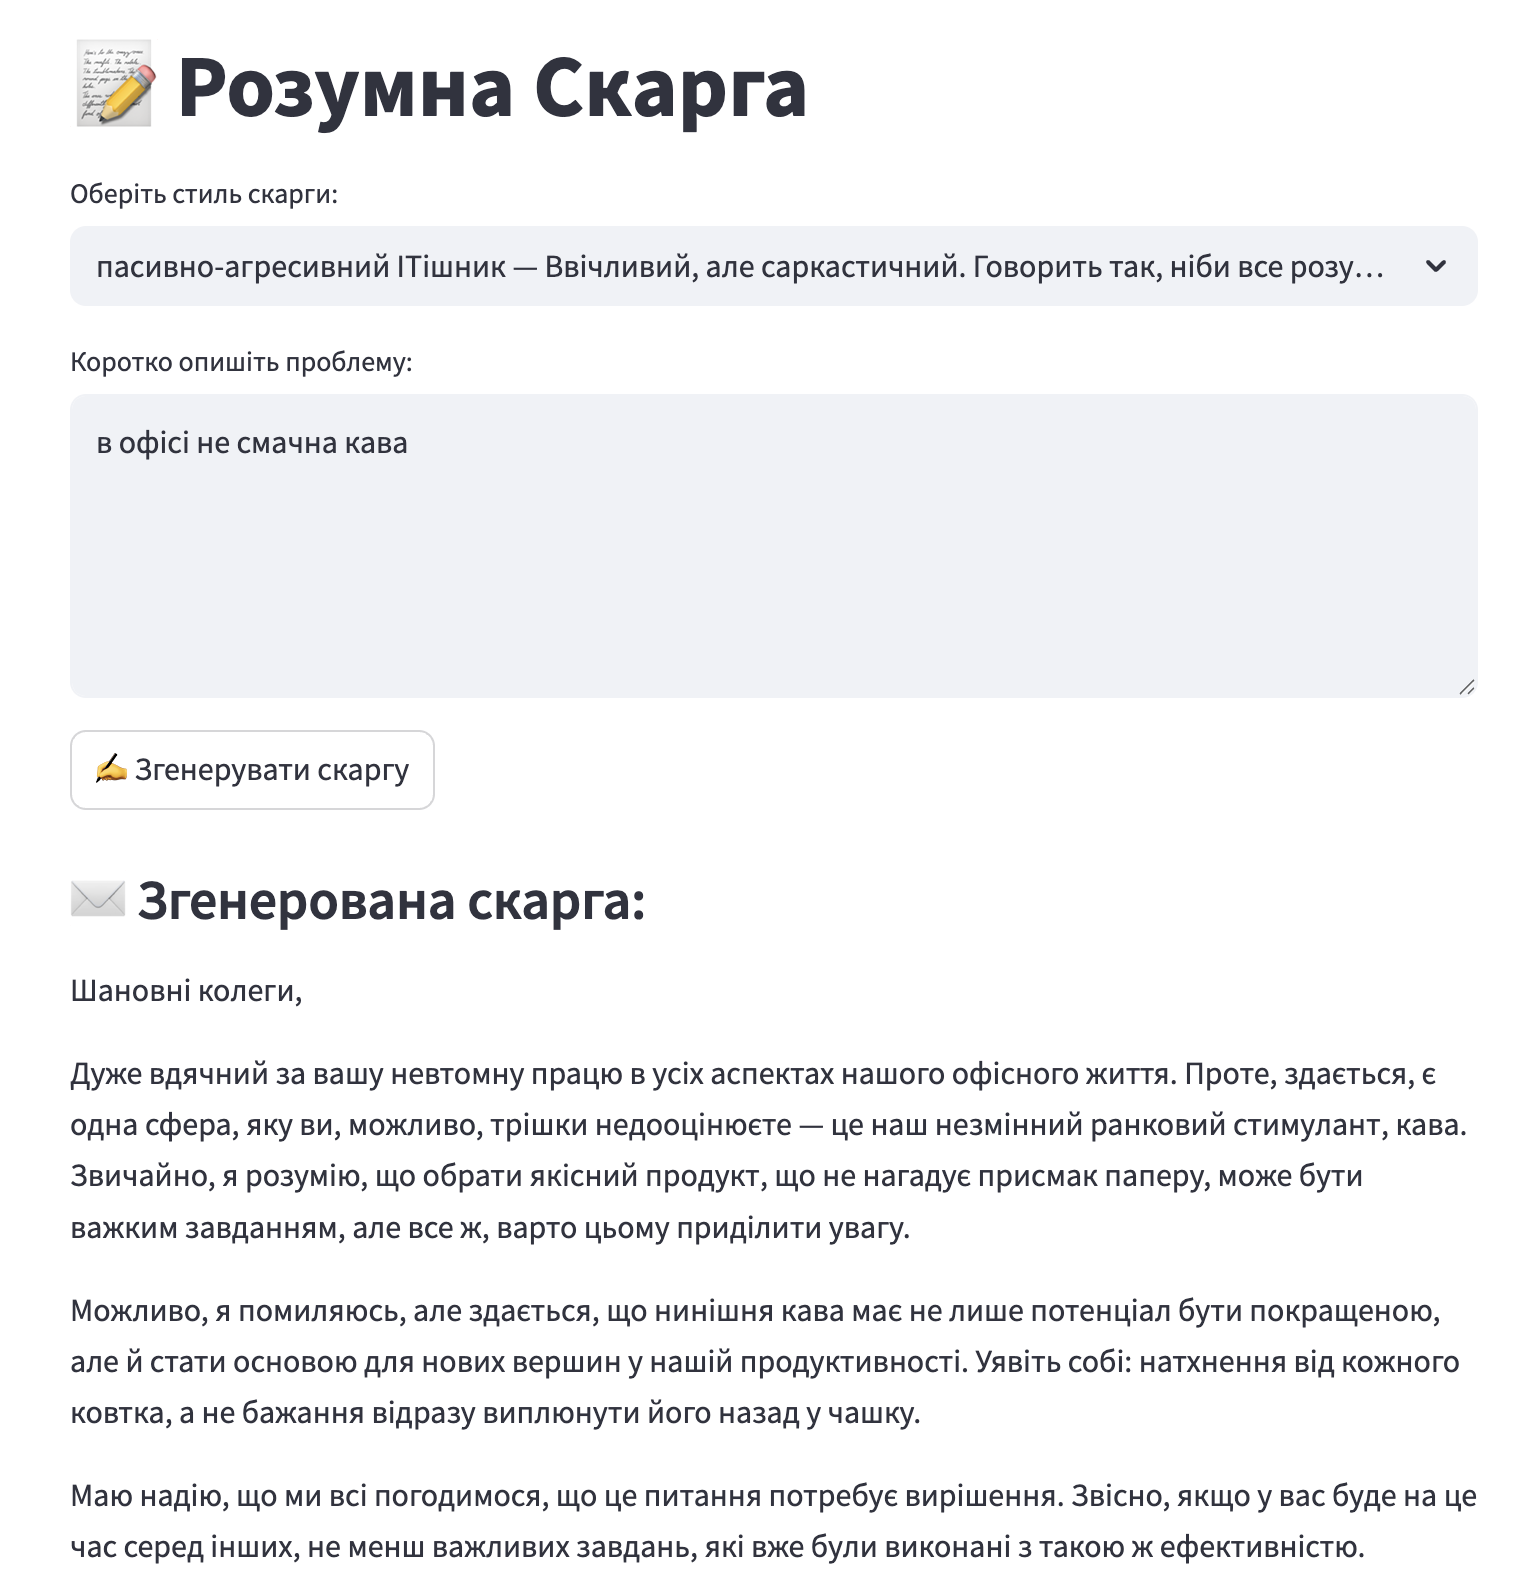 Розумна Скарга
Оберіть стиль скарги:
пасивно-агресивний ІТішник — Ввічливий, але саркастичний. Говорить так, ніби все розу…
Коротко опишіть проблему:
в офісі не смачна кава
✍️ Згенерувати скаргу
Згенерована скарга:
Шановні колеги,
Дуже вдячний за вашу невтомну працю в усіх аспектах нашого офісного життя. Проте, здається, є
одна сфера, яку ви, можливо, трішки недооцінюєте — це наш незмінний ранковий стимулант, кава.
Звичайно, я розумію, що обрати якісний продукт, що не нагадує присмак паперу, може бути
важким завданням, але все ж, варто цьому приділити увагу.
Можливо, я помиляюсь, але здається, що нинішня кава має не лише потенціал бути покращеною,
але й стати основою для нових вершин у нашій продуктивності. Уявіть собі: натхнення від кожного
ковтка, а не бажання відразу виплюнути його назад у чашку.
Маю надію, що ми всі погодимося, що це питання потребує вирішення. Звісно, якщо у вас буде на це
час серед інших, не менш важливих завдань, які вже були виконані з такою ж ефективністю.